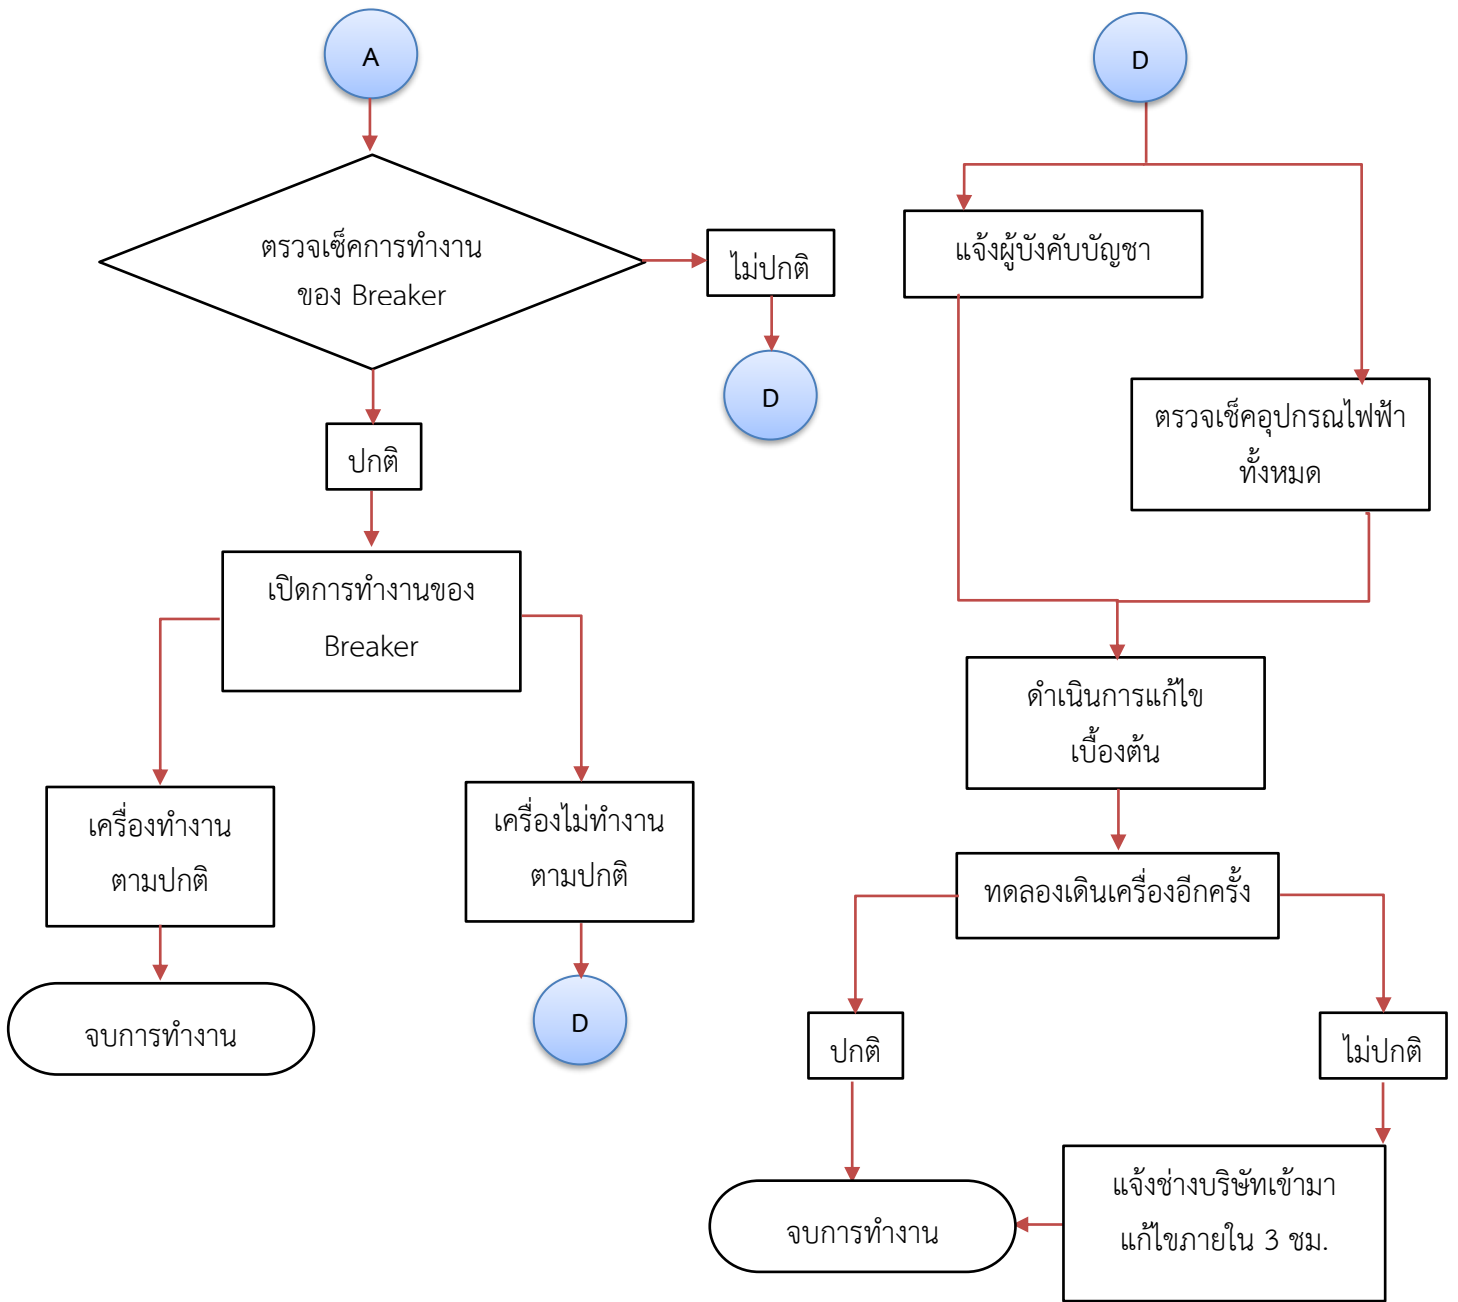 A
ตรวจเซ็คการทำงาน
ของ Breaker
ไม่ปกติ
D
ปกติ
เปิดการทำงานของ
Breaker
เครื่องทำงาน
ตามปกติ
เครื่องไม่ทำงาน
ตามปกติ
จบการทำงาน
D
D
แจ้งผู้บังคับบัญชา
ตรวจเช็คอุปกรณไฟฟ้า
ทั้งหมด
ดำเนินการแก้ไข
เบื้องต้น
ทดลองเดินเครื่องอีกครั้ง
ปกติ
ไม่ปกติ
แจ้งช่างบริษัทเข้ามา
แก้ไขภายใน 3 ชม.
จบการทำงาน